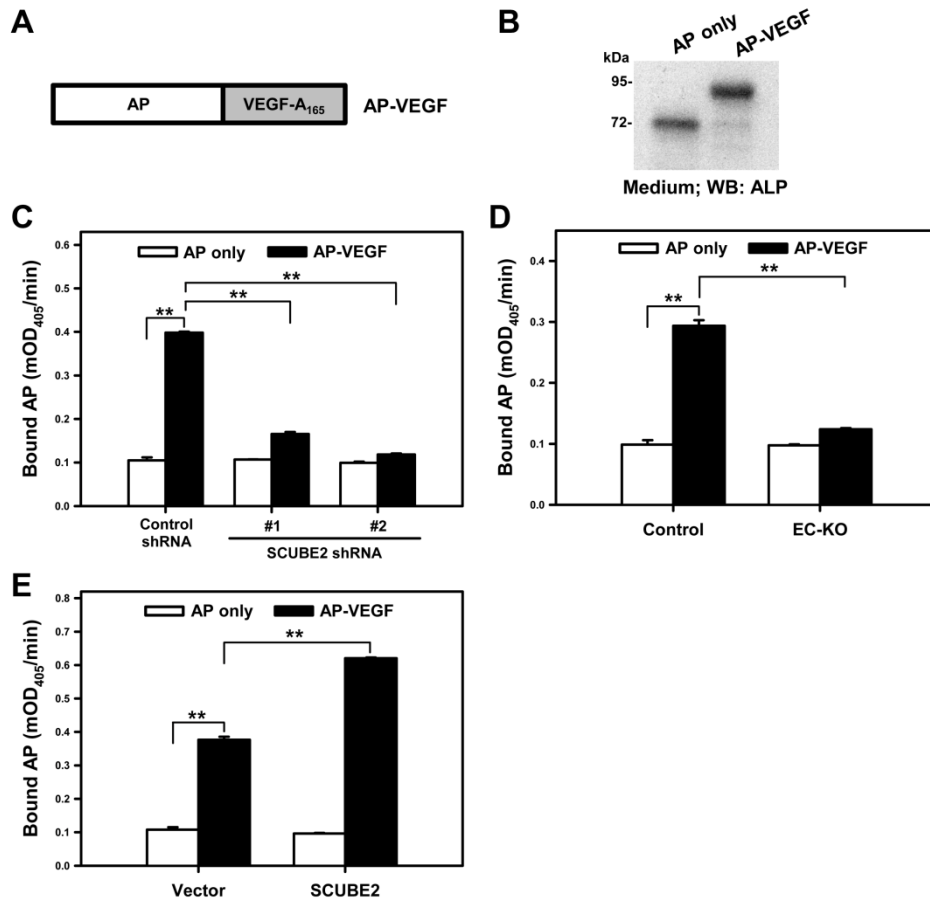 A
AP VEGF-A165 AP-VEGF
B
AP only AP-VEGF
kDa
95-
72-
Medium; WB: ALP
C
AP only AP-VEGF
Bound AP (mOD405/min)
0.6
0.5
0.4
0.3
0.2
0.1
0.0
**
**
**
Control shRNA
#1 #2
SCUBE2 shRNA
D
AP only AP-VEGF
Bound AP (mOD405/min)
0.4
0.3
0.2
0.1
0.0
**
**
Control EC-KO
E
AP only AP-VEGF
Bound AP (mOD405/min)
0.8
0.7
0.6
0.5
0.4
0.3
0.2
0.1
0.0
**
**
Vector SCUBE2